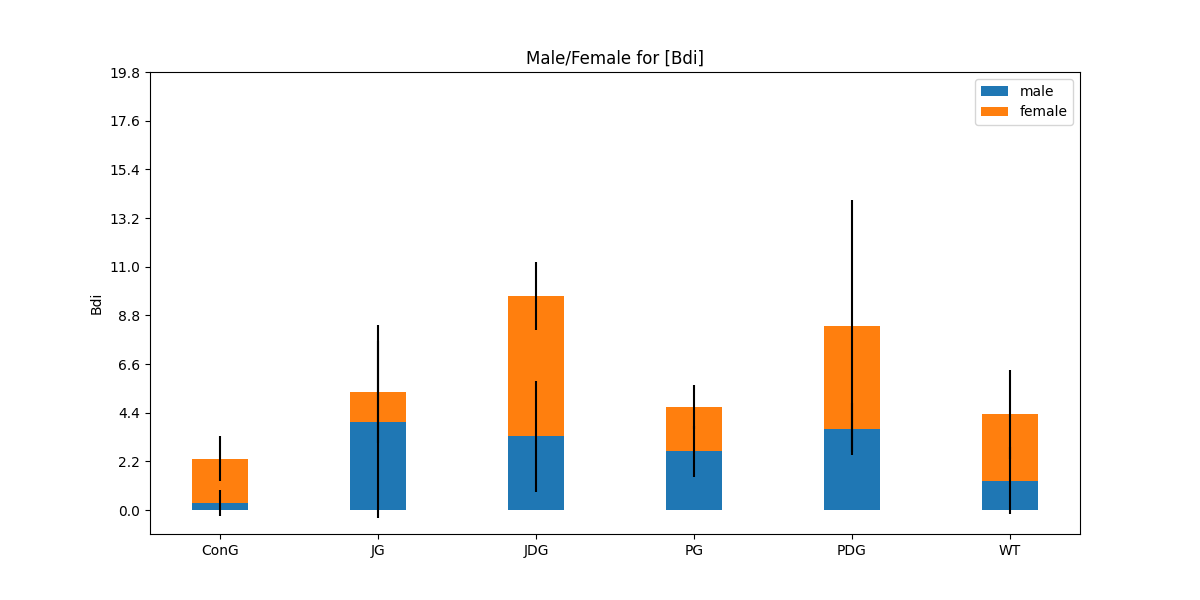 Male/Female for [Bdi]
male
female
19.8
17.6
15.4
13.2
11.0
8.8
6.6
4.4
2.2
0.0
Bdi
ConG JG JDG PG PDG WT